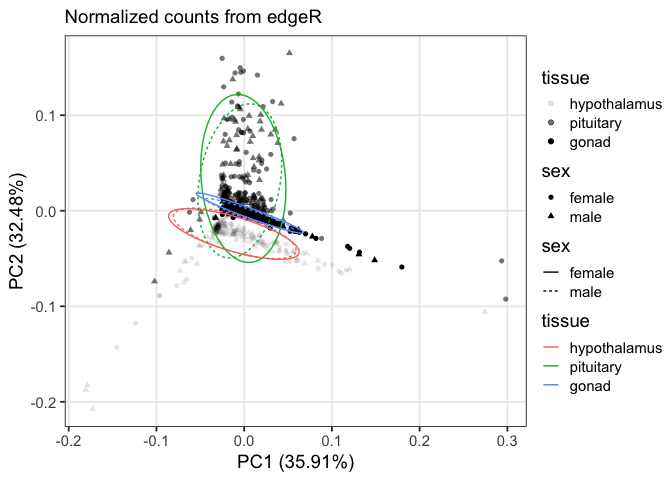 Normalized counts from edgeR
PC2 (32.48%)
0.1
0.0
-0.1
-0.2
-0.2
-0.1
0.0
0.1
0.2
0.3
PC1 (35.91%)
tissue
hypothalamus
pituitary
gonad
sex
female
male
sex
female
male
tissue
hypothalamus
pituitary
gonad